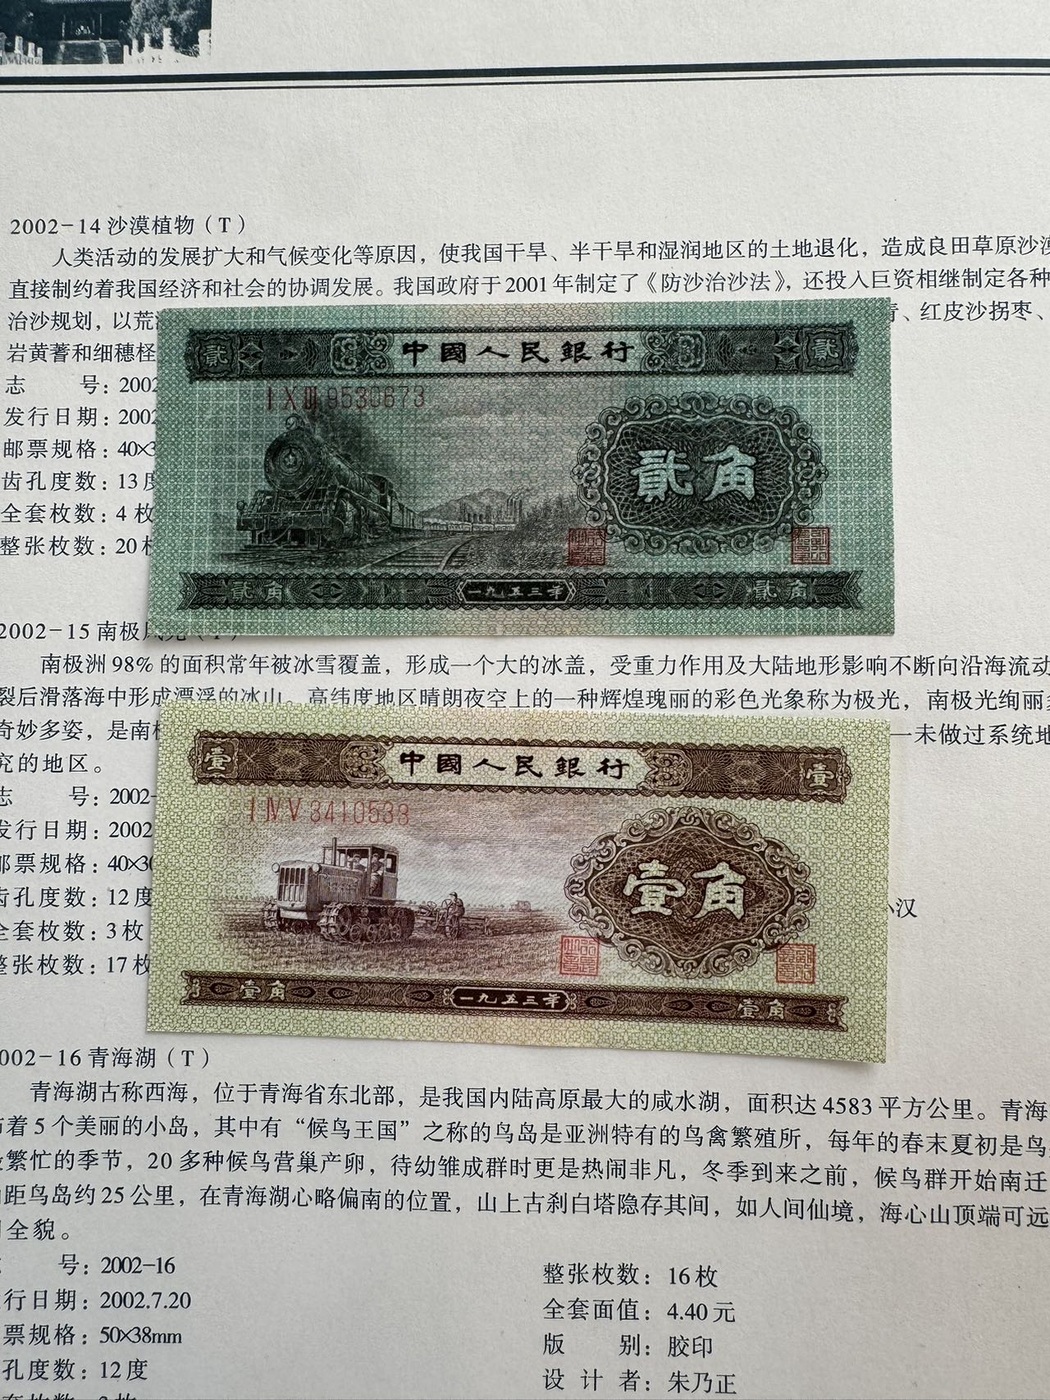 2002-14 沙漠植物（T）
人类活动的发展扩大和气候变化等原因，使我国干旱、半干旱和湿润地区的土地退化，造成良田草原沙漠
直接制约着我国经济和社会的协调发展。我国政府于2001年制定了《防沙治沙法》，还投入巨资相继制定各种
治沙规划，以荒
、红皮沙拐枣、
岩黄蓍和细穗柽
志 号：2002
发行日期：2002
邮票规格：40×3
齿孔度数：13度
全套枚数：4枚
整张枚数：20枚
贰
中國人民銀行
贰
I X III 9530673
贰角
贰角
一九五三年
贰角
2002-15 南极风光（T）
南极洲98%的面积常年被冰雪覆盖，形成一个大的冰盖，受重力作用及大陆地形影响不断向沿海流动
裂后滑落海中形成漂浮的冰山。高纬度地区晴朗夜空上的一种辉煌瑰丽的彩色光象称为极光，南极光绚丽多
奇妙多姿，是南极
一未做过系统地
究的地区。
志 号：2002-
发行日期：2002
邮票规格：40×30
齿孔度数：12度
全套枚数：3枚
整张枚数：17枚
小汉
壹
中國人民銀行
壹
I IV V 3410533
壹角
壹角
一九五三年
壹角
002-16 青海湖（T）
青海湖古称西海，位于青海省东北部，是我国内陆高原最大的咸水湖，面积达4583平方公里。青海
布着5个美丽的小岛，其中有“候鸟王国”之称的鸟岛是亚洲特有的鸟禽繁殖所，每年的春末夏初是鸟
最繁忙的季节，20多种候鸟营巢产卵，待幼雏成群时更是热闹非凡，冬季到来之前，候鸟群开始南迁
山距鸟岛约25公里，在青海湖心略偏南的位置，山上古刹白塔隐存其间，如人间仙境，海心山顶端可远
全貌。
号：2002-16
行日期：2002.7.20
票规格：50×38mm
孔度数：12度
整张枚数：16枚
全套面值：4.40元
版 别：胶印
设 计 者：朱乃正